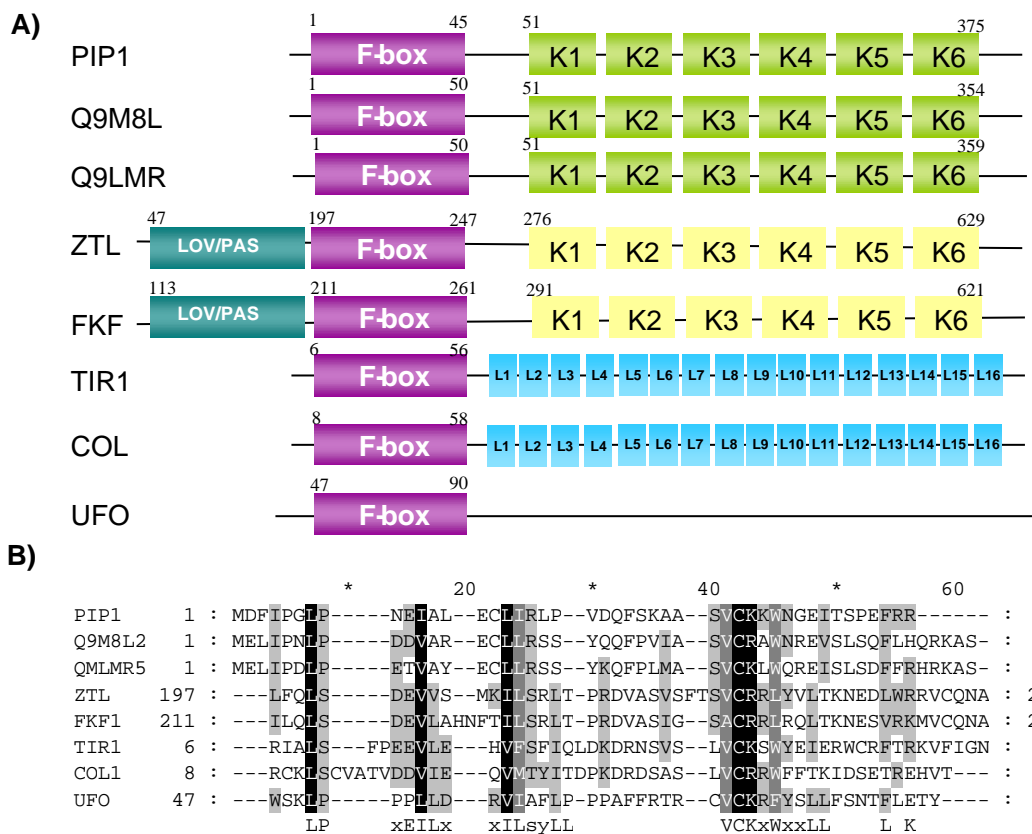 A)
1 45 51 375
PIP1 F-box K1 K2 K3 K4 K5 K6
1 50 51 354
Q9M8L F-box K1 K2 K3 K4 K5 K6
1 50 51 359
Q9LMR F-box K1 K2 K3 K4 K5 K6
47 197 247 276 629
ZTL LOV/PAS F-box K1 K2 K3 K4 K5 K6
113 211 261 291 621
FKF LOV/PAS F-box K1 K2 K3 K4 K5 K6
6 56
TIR1 F-box L1 L2 L3 L4 L5 L6 L7 L8 L9 L10 L11 L12 L13 L14 L15 L16
8 58
COL F-box L1 L2 L3 L4 L5 L6 L7 L8 L9 L10 L11 L12 L13 L14 L15 L16
47 90
UFO F-box
B)
* 20 * 40 * 60
PIP1 1 : MDFIPGLP-----NEIAL--ECLIRLP--VDQFSKAA--SVCKKWNGEITSPEFRR------ :
Q9M8L2 1 : MELIPNLP-----DDVAR--ECLLRSS--YQQFPVIA--SVCRAWNREVSLSQFLHQRKAS- :
QMLMR5 1 : MELIPDLP-----ETVAY--ECLLRSS--YKQFPLMA--SVCKLWQREISLSDFFRHRKAS- :
ZTL 197 : ---LFQLS-----DEVVS--MKILSRLT-PRDVASVSFTSVCRRLYVLTKNEDLWRRVCQNA : 2
FKF1 211 : ---ILQLS-----DEVLAHNFTILSRLT-PRDVASIG--SACRRLRQLTKNESVRKMVCQNA : 2
TIR1 6 : ---RIALS---FPEEVLE---HVFSFIQLDKDRNSVS--LVCKSWYEIERWCRFTRKVFIGN :
COL1 8 : ---RCKLSCVATVDDVIE---QVMTYITDPKDRDSAS--LVCRRWFFTKIDSETREHVT--- :
UFO 47 : ---WSKLP-----PPLLD---RVIAFLP-PPAFFRTR--CVCKRFYSLLFSNTFLETY---- :
LP xEILx xILsyLL VCKxWxxLL L K